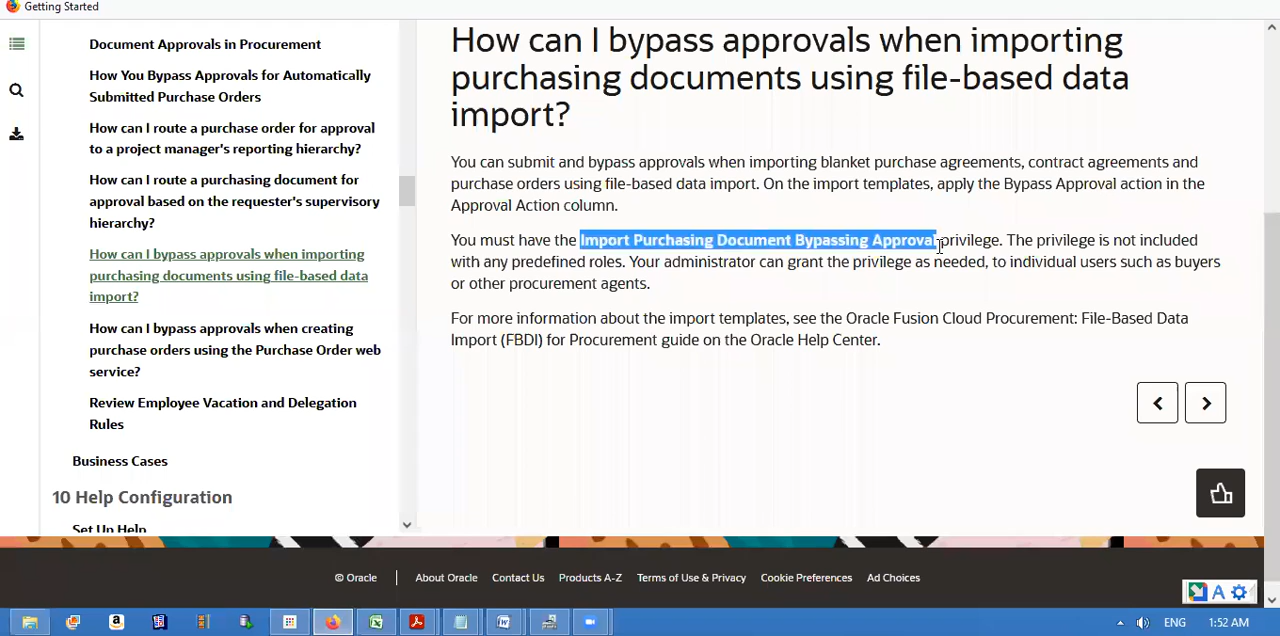 Getting Started
Document Approvals in Procurement
How You Bypass Approvals for Automatically
Submitted Purchase Orders
How can I route a purchase order for approval
to a project manager's reporting hierarchy?
How can I route a purchasing document for
approval based on the requester's supervisory
hierarchy?
How can I bypass approvals when importing
purchasing documents using file-based data
import?
How can I bypass approvals when creating
purchase orders using the Purchase Order web
service?
Review Employee Vacation and Delegation
Rules
Business Cases
10 Help Configuration
Set Up Help
How can I bypass approvals when importing
purchasing documents using file-based data
import?
You can submit and bypass approvals when importing blanket purchase agreements, contract agreements and
purchase orders using file-based data import. On the import templates, apply the Bypass Approval action in the
Approval Action column.
You must have the Import Purchasing Document Bypassing Approval privilege. The privilege is not included
with any predefined roles. Your administrator can grant the privilege as needed, to individual users such as buyers
or other procurement agents.
For more information about the import templates, see the Oracle Fusion Cloud Procurement: File-Based Data
Import (FBDI) for Procurement guide on the Oracle Help Center.
© Oracle | About Oracle Contact Us Products A-Z Terms of Use & Privacy Cookie Preferences Ad Choices
A
ENG 1:52 AM